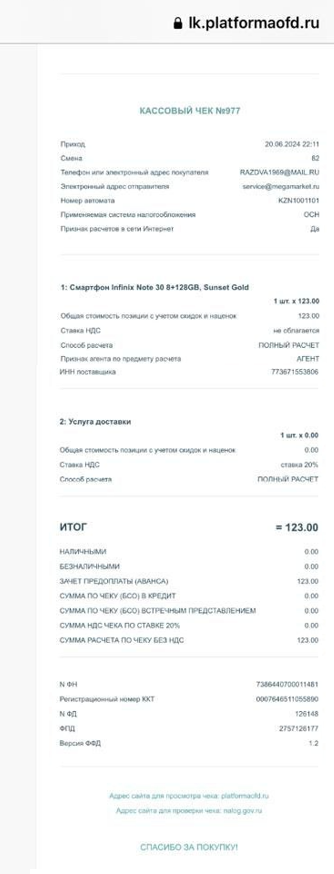 lk.platformaofd.ru
КАССОВЫЙ ЧЕК №977
Приход 20.06.2024 22:11
Смена 82
Телефон или электронный адрес покупателя RAZDVA1969@MAIL.RU
Электронный адрес отправителя service@megamarket.ru
Номер автомата KZN1001101
Применяемая система налогообложения ОСН
Признак расчетов в сети Интернет Да
1: Смартфон Infinix Note 30 8+128GB, Sunset Gold
1 шт. x 123.00
Общая стоимость позиции с учетом скидок и наценок 123.00
Ставка НДС не облагается
Способ расчета ПОЛНЫЙ РАСЧЕТ
Признак агента по предмету расчета АГЕНТ
ИНН поставщика 773671553806
2: Услуга доставки
1 шт. x 0.00
Общая стоимость позиции с учетом скидок и наценок 0.00
Ставка НДС ставка 20%
Способ расчета ПОЛНЫЙ РАСЧЕТ
ИТОГ = 123.00
НАЛИЧНЫМИ 0.00
БЕЗНАЛИЧНЫМИ 0.00
ЗАЧЕТ ПРЕДОПЛАТЫ (АВАНСА) 123.00
СУММА ПО ЧЕКУ (БСО) В КРЕДИТ 0.00
СУММА ПО ЧЕКУ (БСО) ВСТРЕЧНЫМ ПРЕДСТАВЛЕНИЕМ 0.00
СУММА НДС ЧЕКА ПО СТАВКЕ 20% 0.00
СУММА РАСЧЕТА ПО ЧЕКУ БЕЗ НДС 123.00
N ФН 7386440700011481
Регистрационный номер ККТ 0007646511055890
N ФД 126148
ФПД 2757126177
Версия ФФД 1.2
Адрес сайта для просмотра чека: platformaofd.ru
Адрес сайта для проверки чека: nalog.gov.ru
СПАСИБО ЗА ПОКУПКУ!